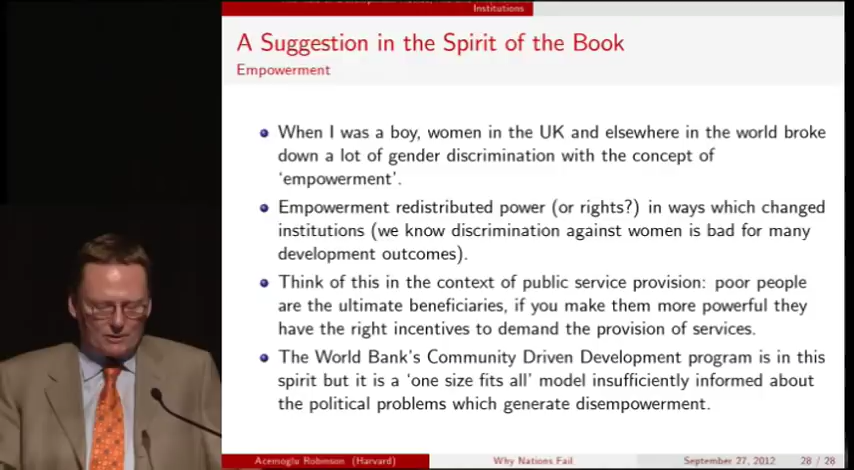 Institutions
A Suggestion in the Spirit of the Book
Empowerment
When I was a boy, women in the UK and elsewhere in the world broke
down a lot of gender discrimination with the concept of
‘empowerment’.
Empowerment redistributed power (or rights?) in ways which changed
institutions (we know discrimination against women is bad for many
development outcomes).
Think of this in the context of public service provision: poor people
are the ultimate beneficiaries, if you make them more powerful they
have the right incentives to demand the provision of services.
The World Bank's Community Driven Development program is in this
spirit but it is a ‘one size fits all’ model insufficiently informed about
the political problems which generate disempowerment.
Acemoglu Robinson (Harvard) Why Nations Fail September 27, 2012 28 / 28